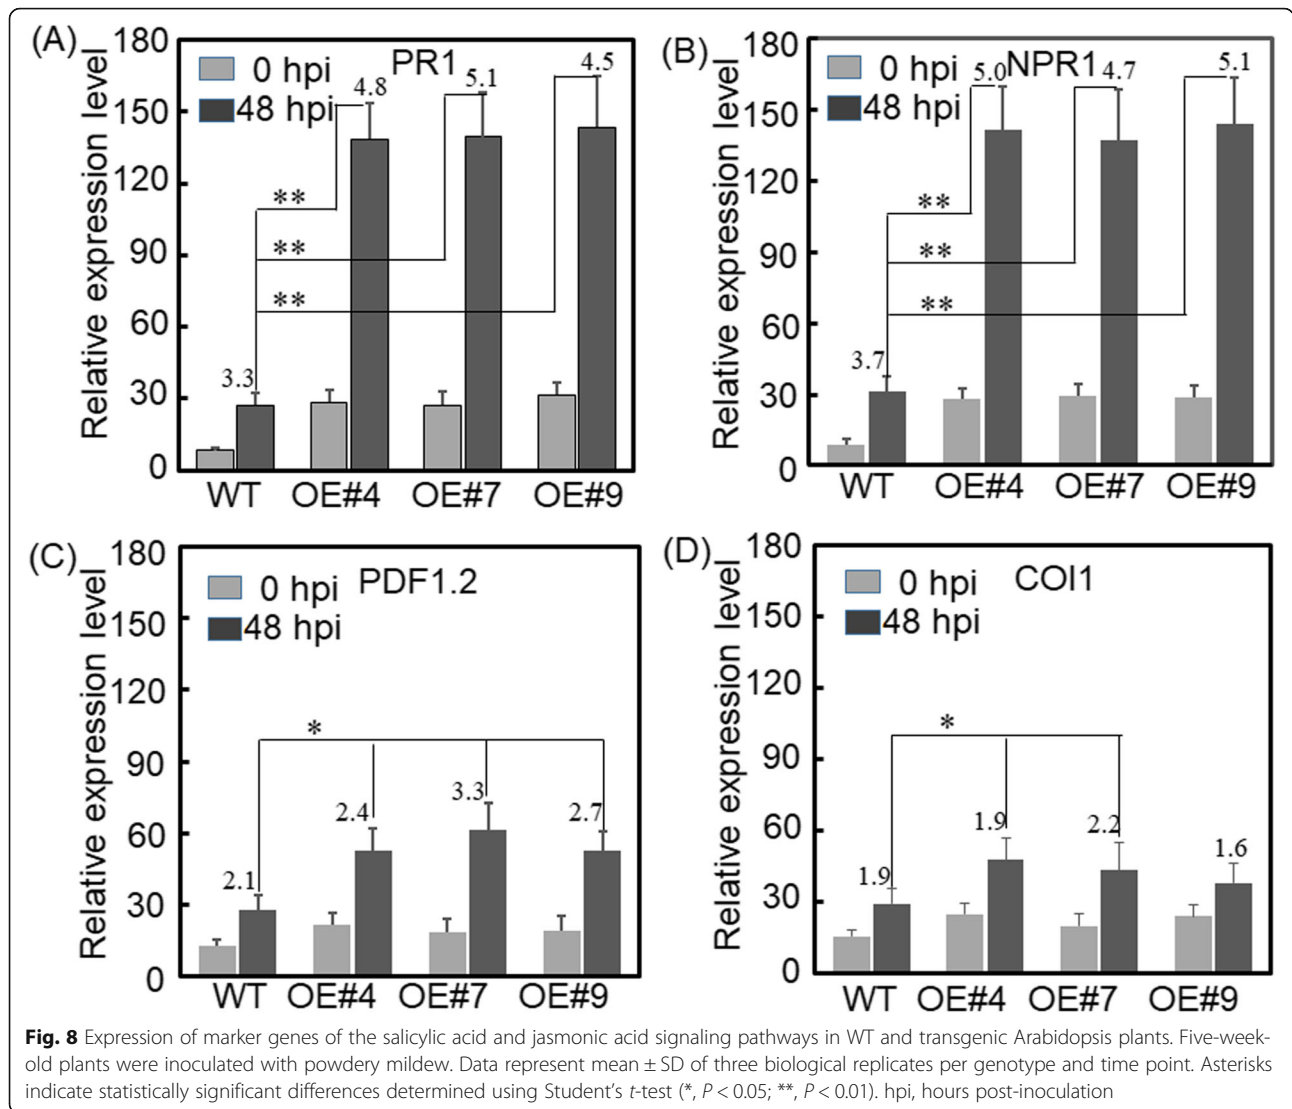 (A)
Relative expression level
180
150
120
90
60
30
0
0 hpi
48 hpi
PR1
3.3
4.8
5.1
4.5
**
**
**
WT OE#4 OE#7 OE#9
(B)
Relative expression level
180
150
120
90
60
30
0
0 hpi
48 hpi
NPR1
3.7
5.0
4.7
5.1
**
**
**
WT OE#4 OE#7 OE#9
(C)
Relative expression level
180
150
120
90
60
30
0
0 hpi
48 hpi
PDF1.2
*
2.1
2.4
3.3
2.7
WT OE#4 OE#7 OE#9
(D)
Relative expression level
180
150
120
90
60
30
0
0 hpi
48 hpi
COI1
*
1.9
1.9
2.2
1.6
WT OE#4 OE#7 OE#9
Fig. 8 Expression of marker genes of the salicylic acid and jasmonic acid signaling pathways in WT and transgenic Arabidopsis plants. Five-week-
old plants were inoculated with powdery mildew. Data represent mean ± SD of three biological replicates per genotype and time point. Asterisks
indicate statistically significant differences determined using Student's t-test (*, P < 0.05; **, P < 0.01). hpi, hours post-inoculation